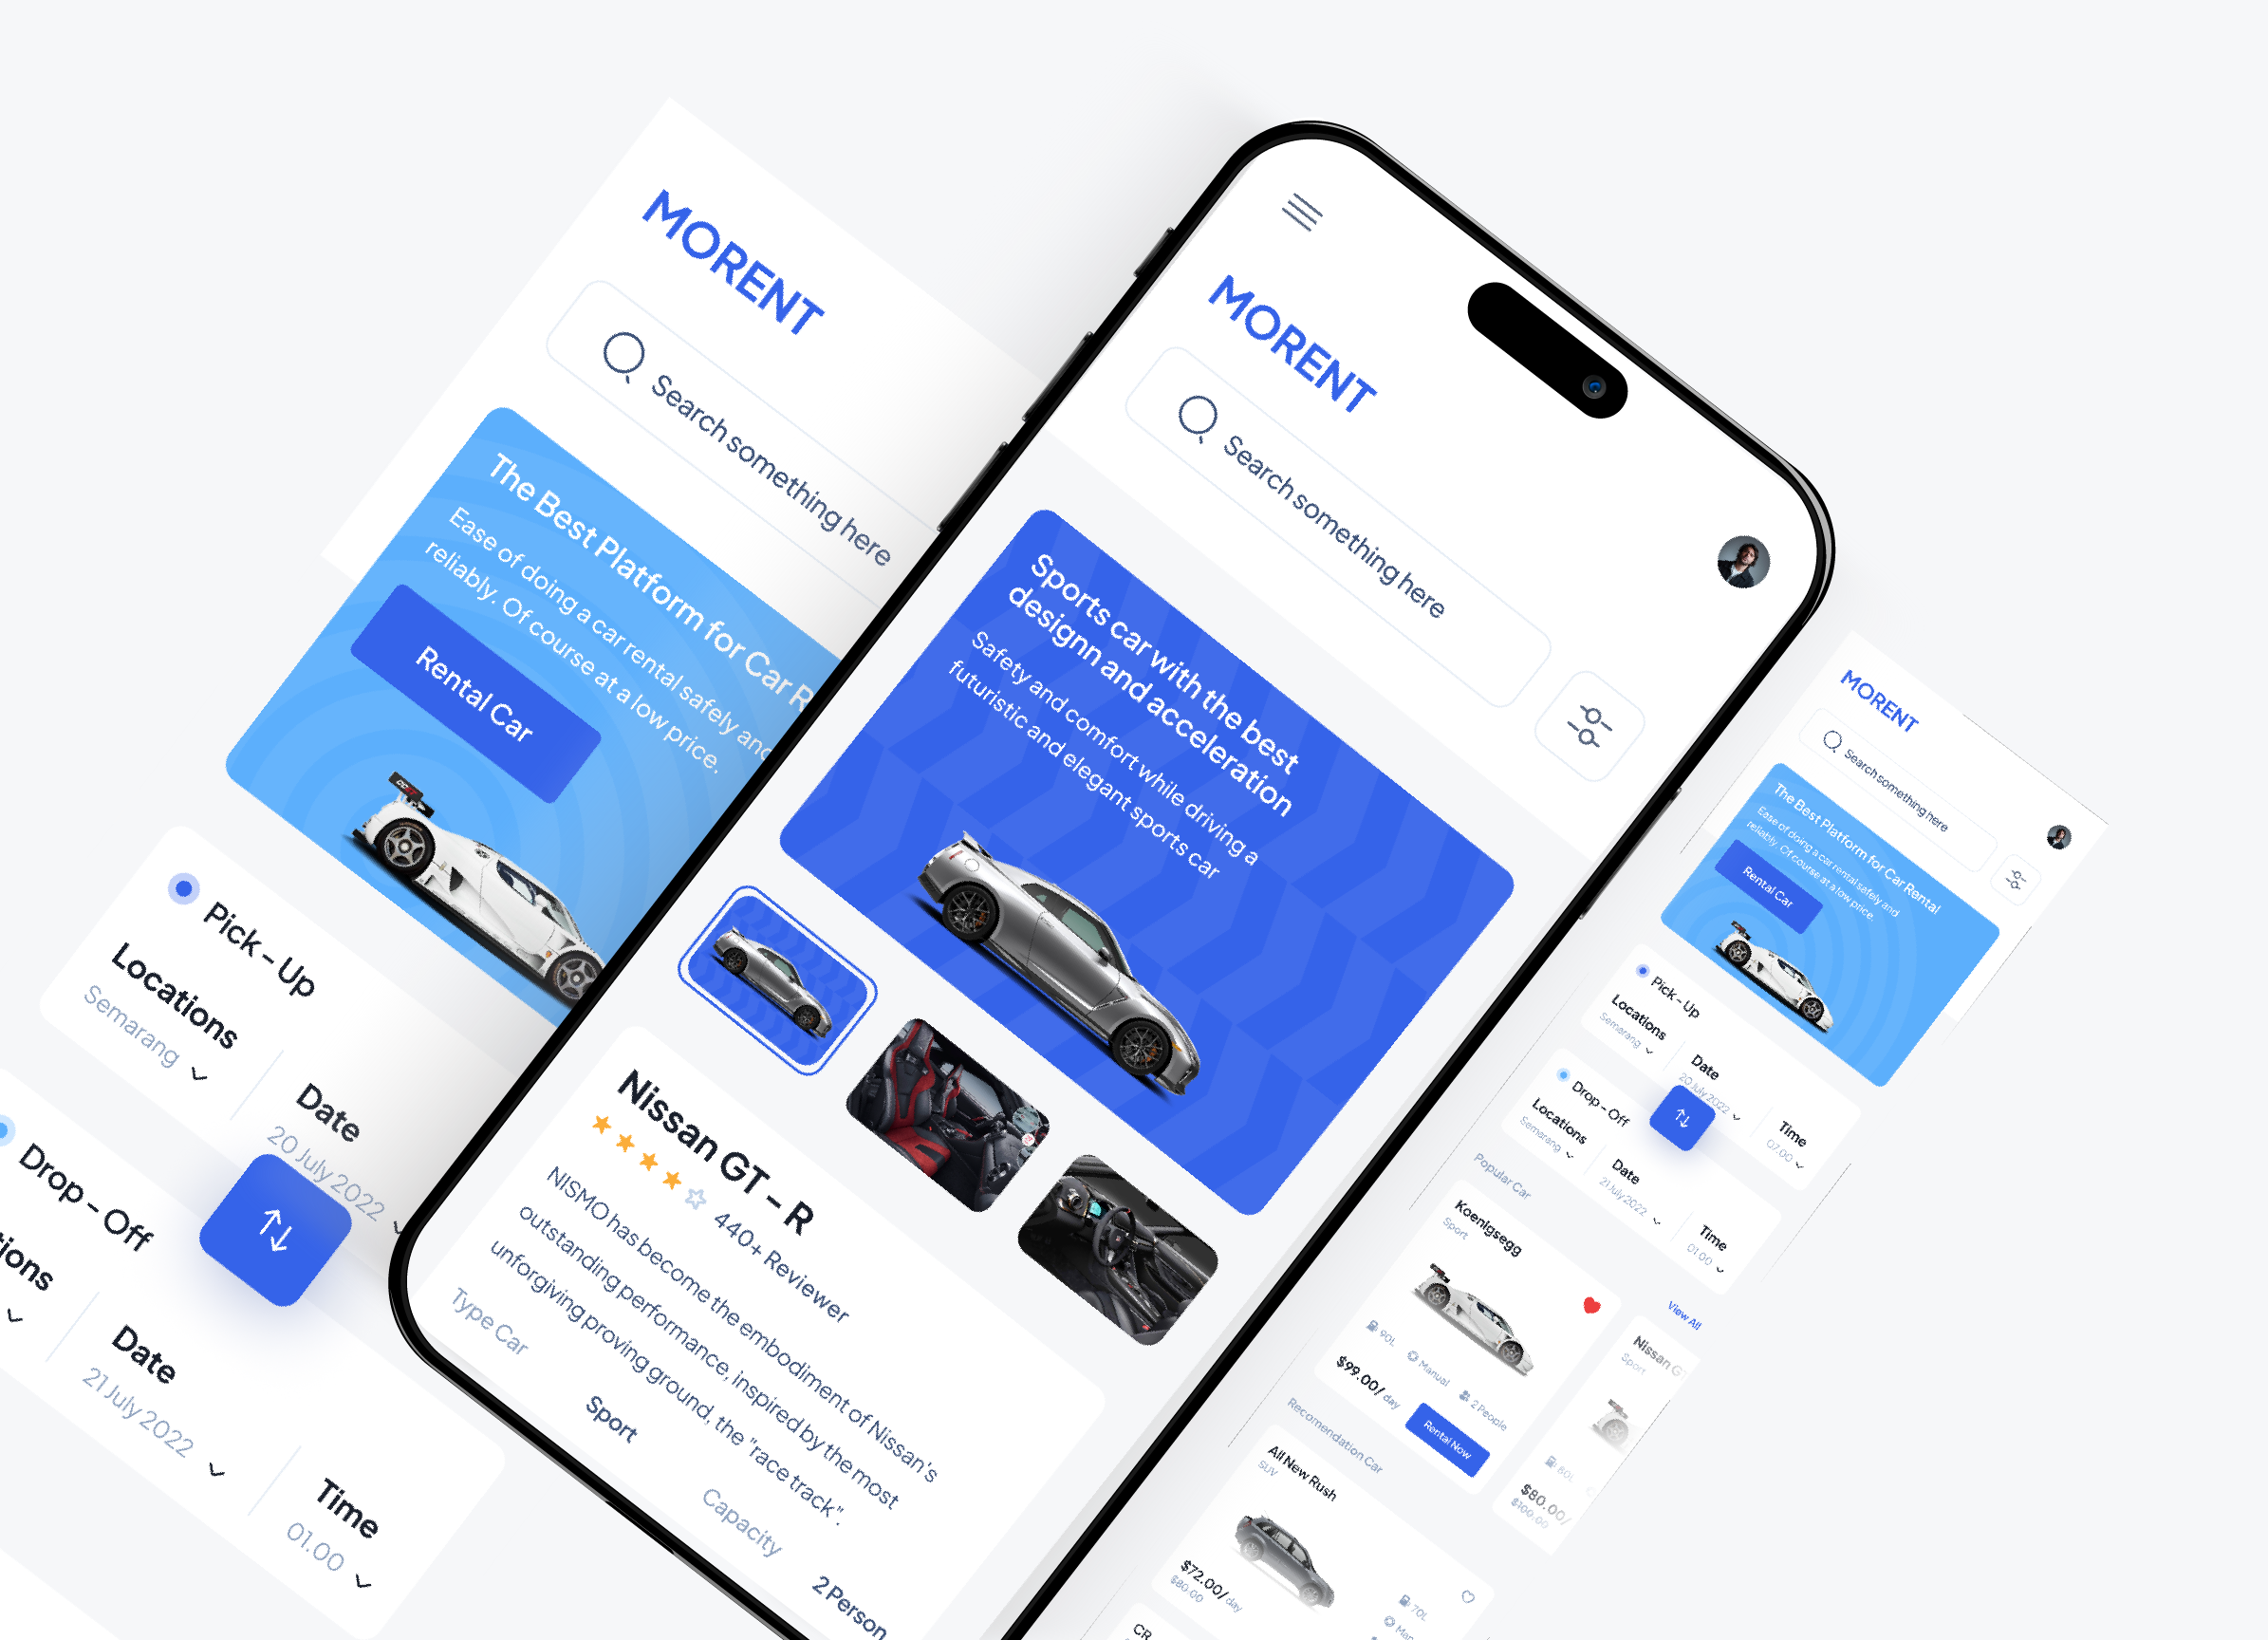 MORENT
Search something here
The Best Platform for Car R
Ease of doing a car rental safely and
reliably. Of course at a low price.
Rental Car
Pick - Up
Locations
Semarang
Date
20 July 2022
Drop - Off
Date
21 July 2022
Time
01.00
MORENT
Search something here
Sports car with the best
designn and acceleration
Safety and comfort while driving a
futuristic and elegant sports car
Nissan GT - R
440+ Reviewer
NISMO has become the embodiment of Nissan's
outstanding performance, inspired by the most
unforgiving proving ground, the "race track".
Type Car
Sport
Capacity
2 Person
MORENT
Search something here
The Best Platform for Car Rental
Ease of doing a car rental safely and
reliably. Of course at a low price.
Rental Car
Pick - Up
Locations
Semarang
Date
20 July 2022
Time
07.00
Drop - Off
Locations
Semarang
Date
21 July 2022
Time
01.00
Popular Car
View All
Koenigsegg
Sport
90L
Manual
2 People
$99.00/ day
Rental Now
Nissan G
Sport
80L
$80.00/
$100.00
Recomendation Car
All New Rush
SUV
70L
$72.00/ day
$80.00
CR